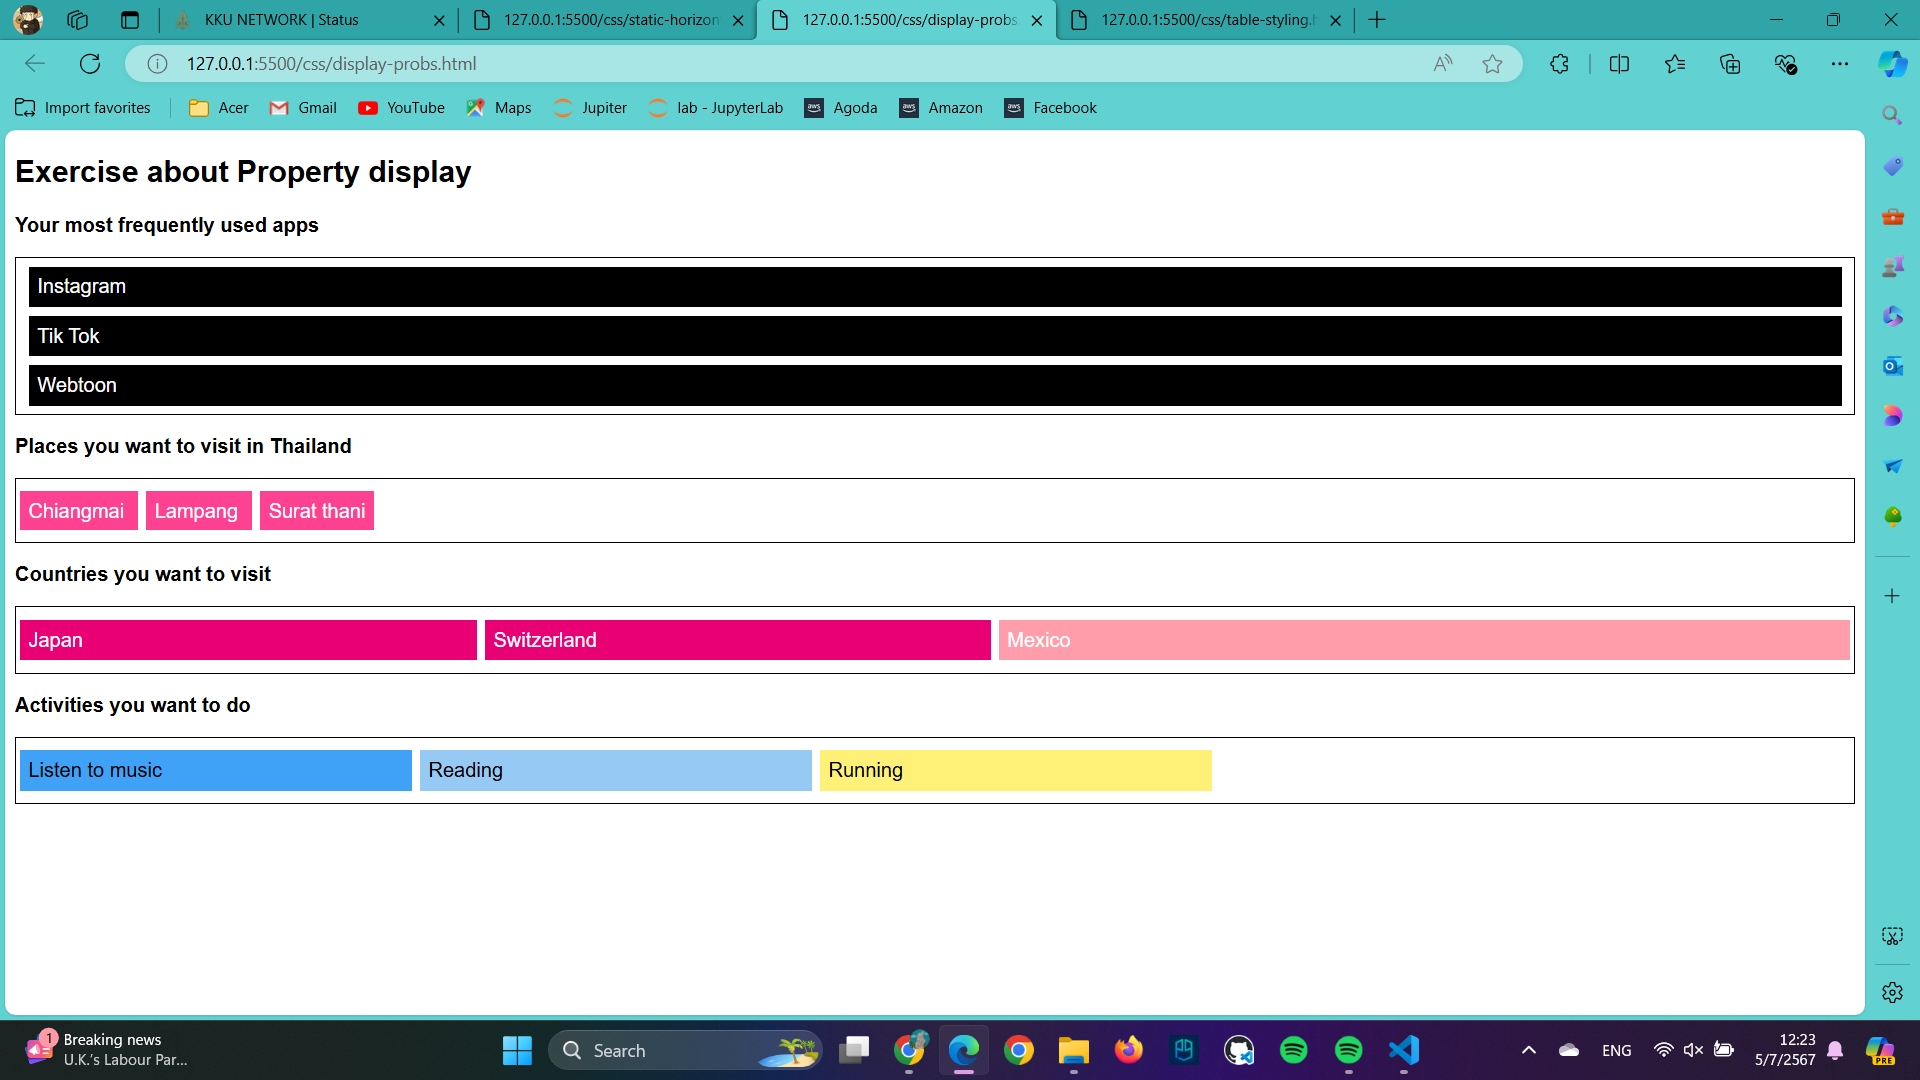 KKU NETWORK | Status
127.0.0.1:5500/css/static-horizon
127.0.0.1:5500/css/display-probs.
127.0.0.1:5500/css/table-styling.h
127.0.0.1:5500/css/display-probs.html
Import favorites
Acer
Gmail
YouTube
Maps
Jupiter
lab - JupyterLab
aws
Agoda
aws
Amazon
aws
Facebook
Exercise about Property display
Your most frequently used apps
Instagram
Tik Tok
Webtoon
Places you want to visit in Thailand
Chiangmai
Lampang
Surat thani
Countries you want to visit
Japan
Switzerland
Mexico
Activities you want to do
Listen to music
Reading
Running
1
Breaking news
U.K.'s Labour Par...
Search
ENG
12:23
5/7/2567
PRE